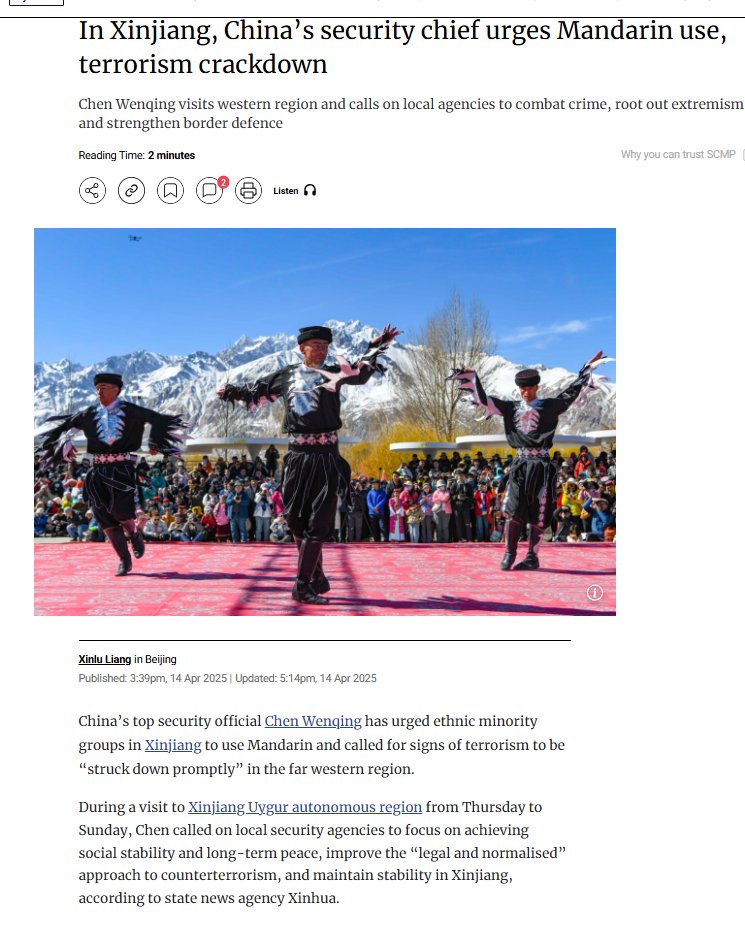 In Xinjiang, China’s security chief urges Mandarin use,
terrorism crackdown
Chen Wenqing visits western region and calls on local agencies to combat crime, root out extremism
and strengthen border defence
Reading Time: 2 minutes
Why you can trust SCMP
2
Listen
Xinlu Liang in Beijing
Published: 3:39pm, 14 Apr 2025 | Updated: 5:14pm, 14 Apr 2025
China’s top security official Chen Wenqing has urged ethnic minority
groups in Xinjiang to use Mandarin and called for signs of terrorism to be
“struck down promptly” in the far western region.
During a visit to Xinjiang Uygur autonomous region from Thursday to
Sunday, Chen called on local security agencies to focus on achieving
social stability and long-term peace, improve the “legal and normalised”
approach to counterterrorism, and maintain stability in Xinjiang,
according to state news agency Xinhua.